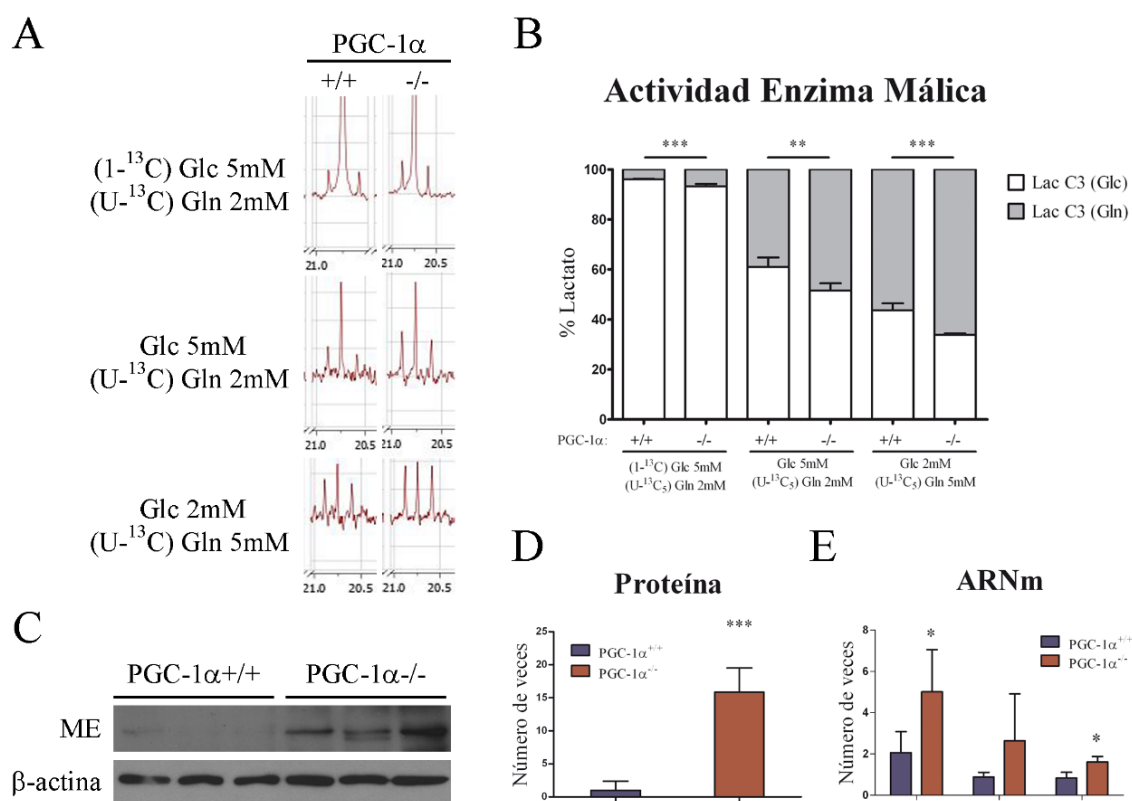 A
PGC-1α
+/+ -/-
(1-¹³C) Glc 5mM
(U-¹³C) Gln 2mM
21.0 20.5
Glc 5mM
(U-¹³C) Gln 2mM
21.0 20.5 21.0 20.5
Glc 2mM
(U-¹³C) Gln 5mM
21.0 20.5 21.0 20.5
B
Actividad Enzima Málica
*** ** ***
% Lactato
100
80
60
40
20
0
Lac C3 (Glc)
Lac C3 (Gln)
PGC-1α: +/+ -/- +/+ -/- +/+ -/-
(1-¹³C) Glc 5mM
(U-¹³C₅) Gln 2mM
Glc 5mM
(U-¹³C₅) Gln 2mM
Glc 2mM
(U-¹³C₅) Gln 5mM
C
PGC-1α+/+ PGC-1α-/-
ME
β-actina
D
Proteína
Número de veces
25
20
15
10
5
0
PGC-1α⁺/⁺
PGC-1α⁻/⁻
***
E
ARNm
Número de veces
8
6
4
2
0
PGC-1α⁺/⁺
PGC-1α⁻/⁻
* *